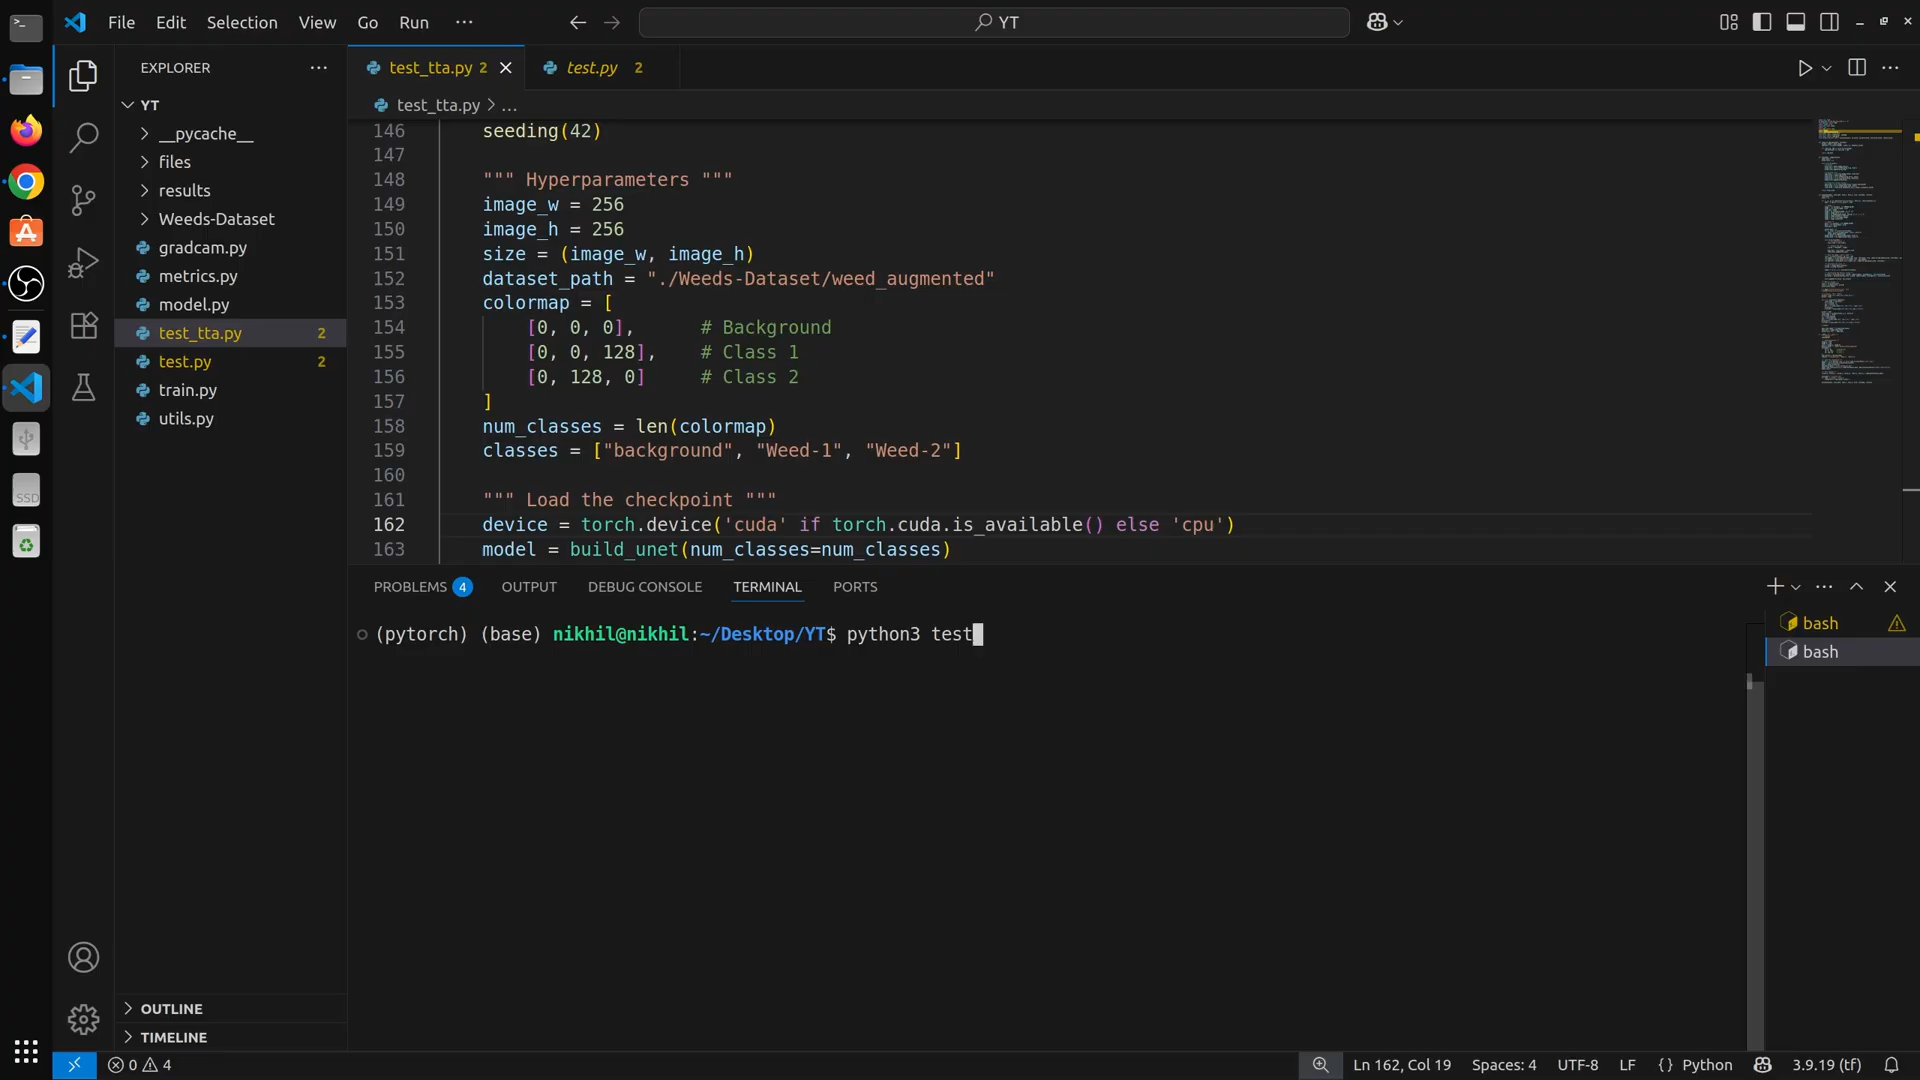 File Edit Selection View Go Run ···
YT
EXPLORER ···
YT
__pycache__
files
results
Weeds-Dataset
gradcam.py
metrics.py
model.py
test_tta.py 2
test.py 2
train.py
utils.py
OUTLINE
TIMELINE
SSD
test_tta.py 2
test.py 2
test_tta.py > ...
146 seeding(42)
147
148 """ Hyperparameters """
149 image_w = 256
150 image_h = 256
151 size = (image_w, image_h)
152 dataset_path = "./Weeds-Dataset/weed_augmented"
153 colormap = [
154 [0, 0, 0], # Background
155 [0, 0, 128], # Class 1
156 [0, 128, 0] # Class 2
157 ]
158 num_classes = len(colormap)
159 classes = ["background", "Weed-1", "Weed-2"]
160
161 """ Load the checkpoint """
162 device = torch.device('cuda' if torch.cuda.is_available() else 'cpu')
163 model = build_unet(num_classes=num_classes)
PROBLEMS 4 OUTPUT DEBUG CONSOLE TERMINAL PORTS
(pytorch) (base) nikhil@nikhil:~/Desktop/YT$ python3 test
bash
bash
0 4 Ln 162, Col 19 Spaces: 4 UTF-8 LF {} Python 3.9.19 (tf)